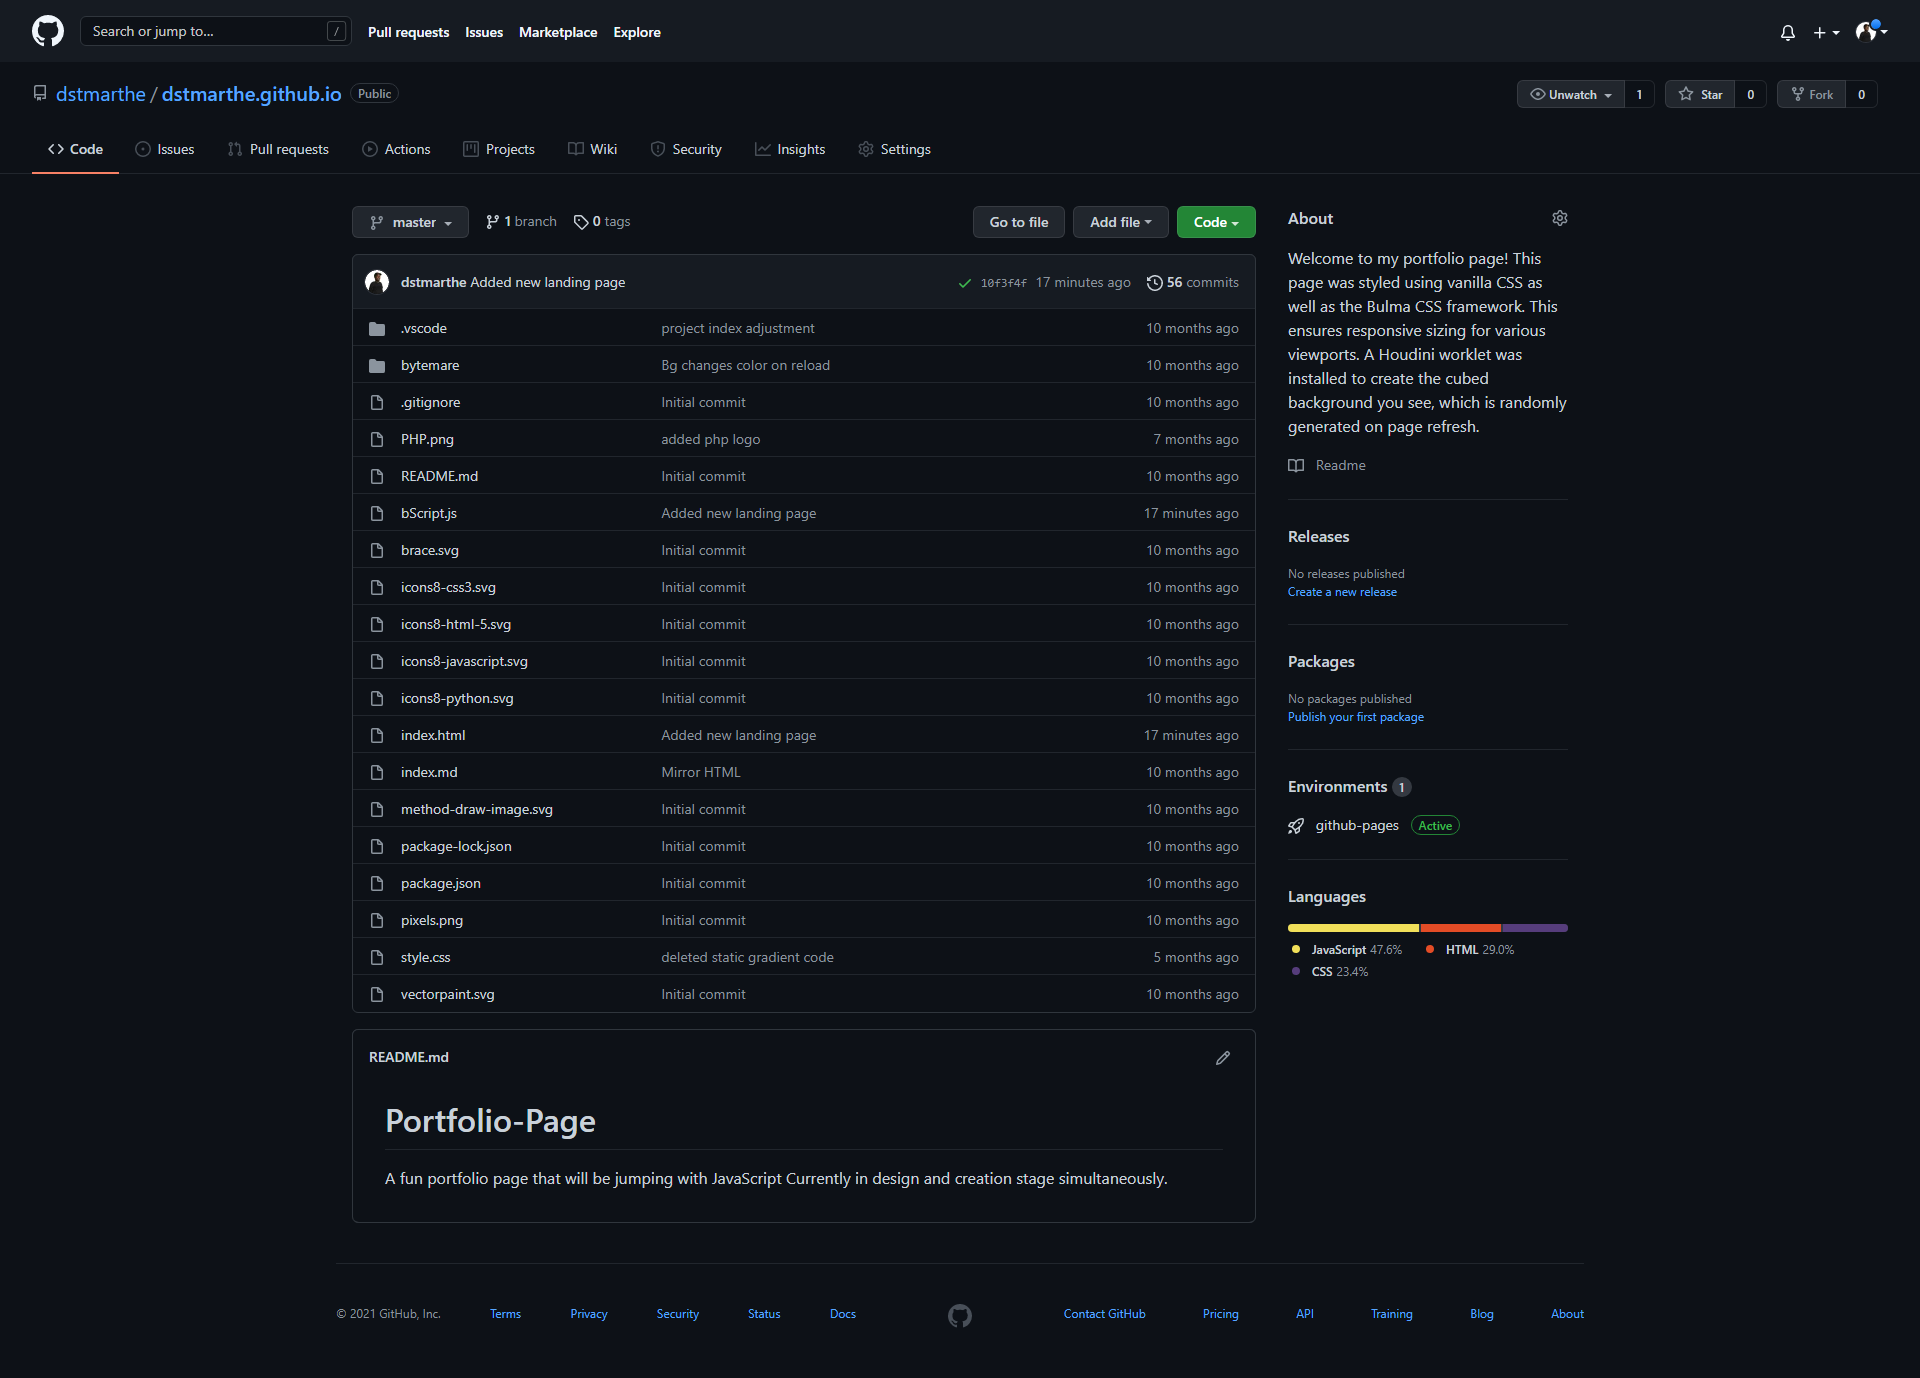 Search or jump to... /
Pull requests Issues Marketplace Explore
dstmarthe / dstmarthe.github.io Public
Unwatch 1 Star 0 Fork 0
Code Issues Pull requests Actions Projects Wiki Security Insights Settings
master 1 branch 0 tags
Go to file Add file Code
dstmarthe Added new landing page 10f3f4f 17 minutes ago 56 commits
.vscode project index adjustment 10 months ago
bytemare Bg changes color on reload 10 months ago
.gitignore Initial commit 10 months ago
PHP.png added php logo 7 months ago
README.md Initial commit 10 months ago
bScript.js Added new landing page 17 minutes ago
brace.svg Initial commit 10 months ago
icons8-css3.svg Initial commit 10 months ago
icons8-html-5.svg Initial commit 10 months ago
icons8-javascript.svg Initial commit 10 months ago
icons8-python.svg Initial commit 10 months ago
index.html Added new landing page 17 minutes ago
index.md Mirror HTML 10 months ago
method-draw-image.svg Initial commit 10 months ago
package-lock.json Initial commit 10 months ago
package.json Initial commit 10 months ago
pixels.png Initial commit 10 months ago
style.css deleted static gradient code 5 months ago
vectorpaint.svg Initial commit 10 months ago
README.md
Portfolio-Page
A fun portfolio page that will be jumping with JavaScript Currently in design and creation stage simultaneously.
About
Welcome to my portfolio page! This
page was styled using vanilla CSS as
well as the Bulma CSS framework. This
ensures responsive sizing for various
viewports. A Houdini worklet was
installed to create the cubed
background you see, which is randomly
generated on page refresh.
Readme
Releases
No releases published
Create a new release
Packages
No packages published
Publish your first package
Environments 1
github-pages Active
Languages
JavaScript 47.6% HTML 29.0%
CSS 23.4%
© 2021 GitHub, Inc. Terms Privacy Security Status Docs Contact GitHub Pricing API Training Blog About